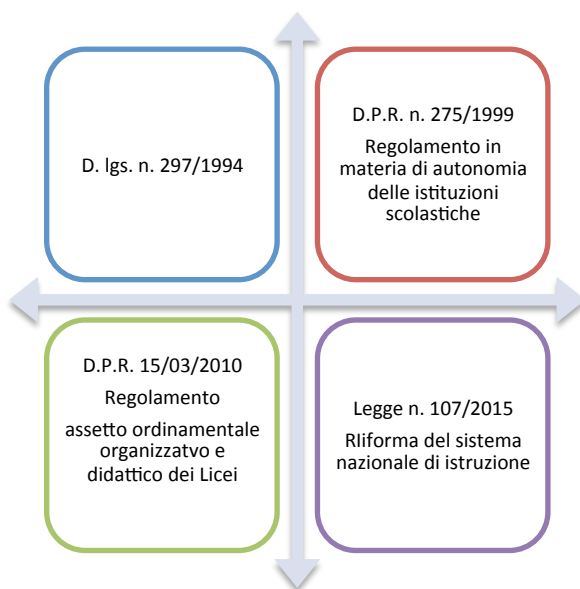 D. lgs. n. 297/1994
D.P.R. n. 275/1999
Regolamento in
materia di autonomia
delle istituzioni
scolastiche
D.P.R. 15/03/2010
Regolamento
assetto ordinamentale
organizzatvo e
didattico dei Licei
Legge n. 107/2015
RIiforma del sistema
nazionale di istruzione